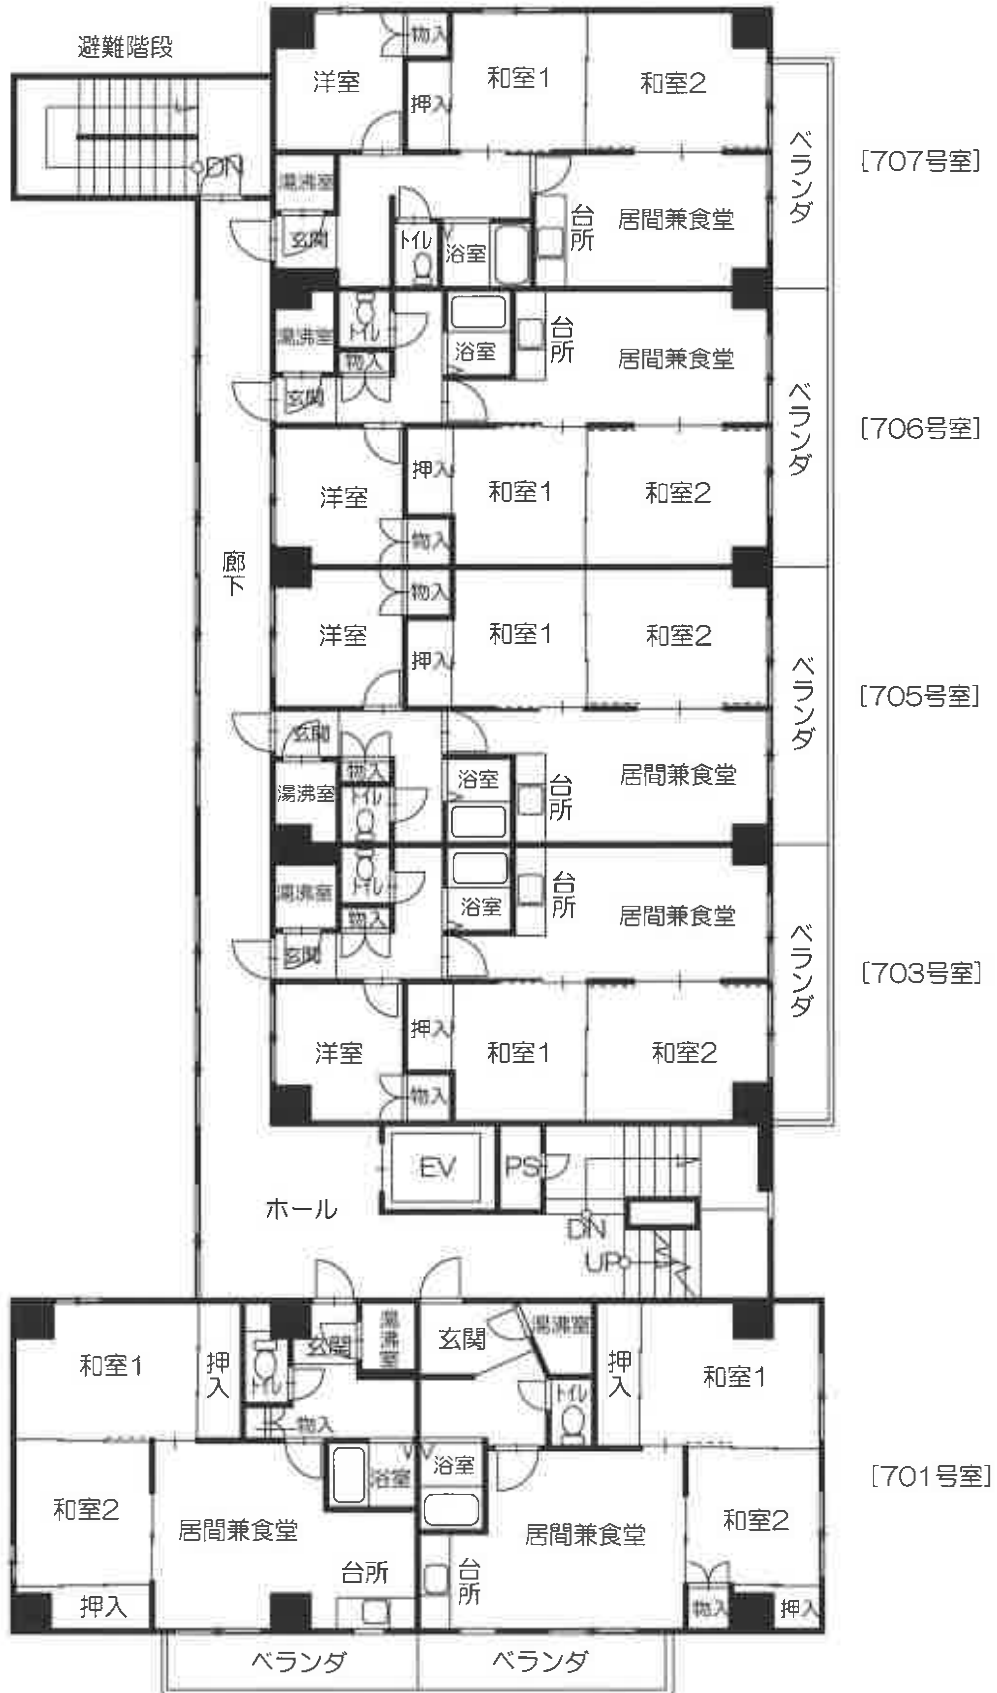 避難階段
DN
洋室
物入
押入
和室1
和室2
ベランダ
[707号室]
湯沸室
玄関
トイレ
浴室
台所
居間兼食堂
湯沸室
トイレ
物入
玄関
浴室
台所
居間兼食堂
ベランダ
[706号室]
洋室
押入
物入
和室1
和室2
廊下
洋室
物入
押入
和室1
和室2
ベランダ
[705号室]
玄関
物入
湯沸室
トイレ
浴室
台所
居間兼食堂
湯沸室
トイレ
物入
玄関
浴室
台所
居間兼食堂
ベランダ
[703号室]
洋室
押入
物入
和室1
和室2
EV
PS
ホール
DN
UP
和室1
押入
トイレ
玄関
湯沸室
物入
浴室
和室2
居間兼食堂
台所
押入
ベランダ
玄関
湯沸室
トイレ
押入
和室1
浴室
台所
居間兼食堂
和室2
物入
押入
ベランダ
[701号室]